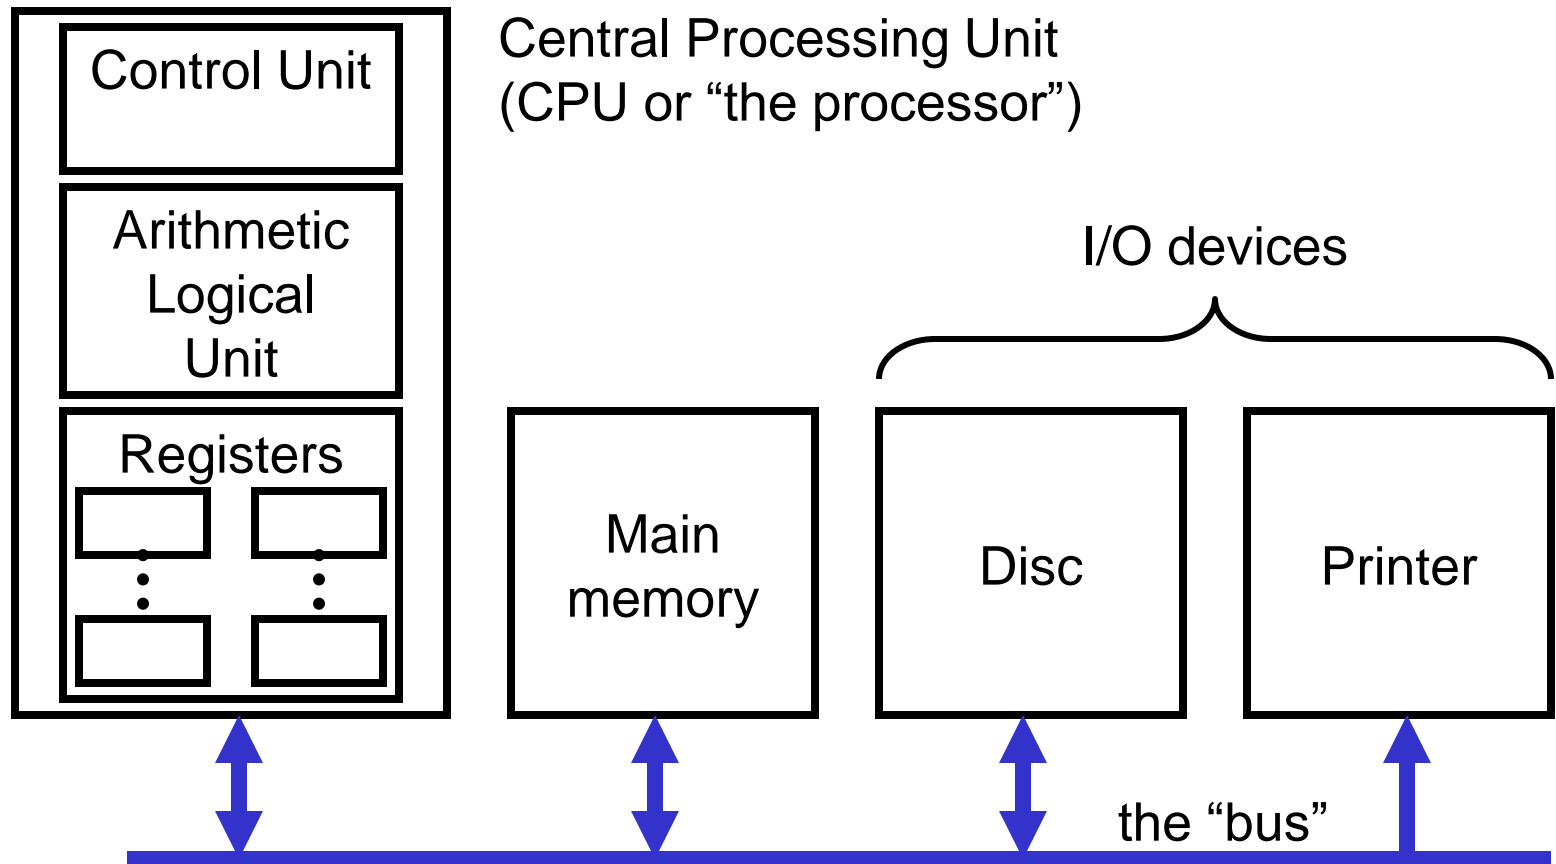 Control Unit
Central Processing Unit
(CPU or “the processor”)
Arithmetic
Logical
Unit
I/O devices
Registers
Main
memory
Disc
Printer
the “bus”